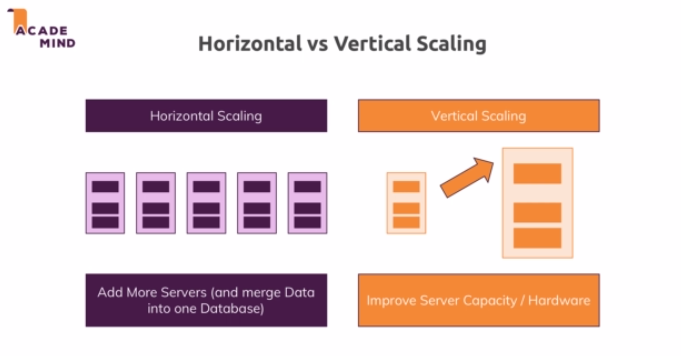 ACADE
MIND
Horizontal vs Vertical Scaling
Horizontal Scaling
Vertical Scaling
Add More Servers (and merge Data
into one Database)
Improve Server Capacity / Hardware